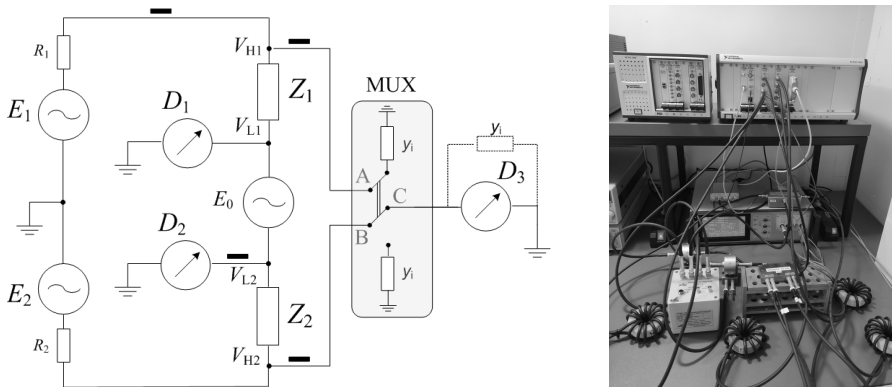 R1
E1
E2
R2
D1
D2
VH1
Z1
VL1
E0
VL2
Z2
VH2
MUX
yi
A
C
B
yi
yi
D3